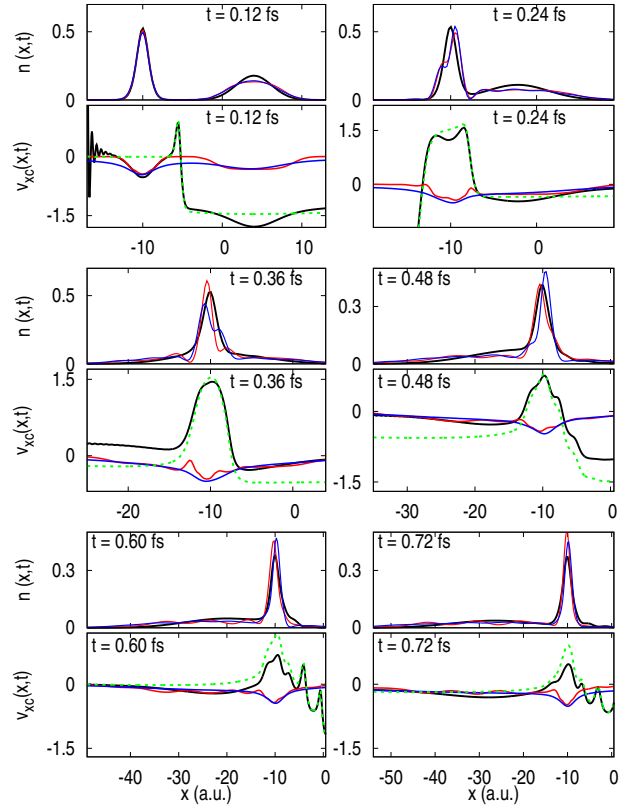 t = 0.12 fs t = 0.24 fs
n (x,t)
0.5 0.5
0 0
t = 0.12 fs t = 0.24 fs
v_xc(x,t)
0 1.5
-1.5 0
-10 0 10 -10 0
t = 0.36 fs t = 0.48 fs
n (x,t)
0.5 0.3
0 0
t = 0.36 fs t = 0.48 fs
v_xc(x,t)
1.5 0
0 -1.5
-20 -10 0 -30 -20 -10 0
t = 0.60 fs t = 0.72 fs
n (x,t)
0.3 0.3
0 0
t = 0.60 fs t = 0.72 fs
v_xc(x,t)
0 0
-1.5 -1.5
-40 -30 -20 -10 0 -50 -40 -30 -20 -10 0
x (a.u.) x (a.u.)